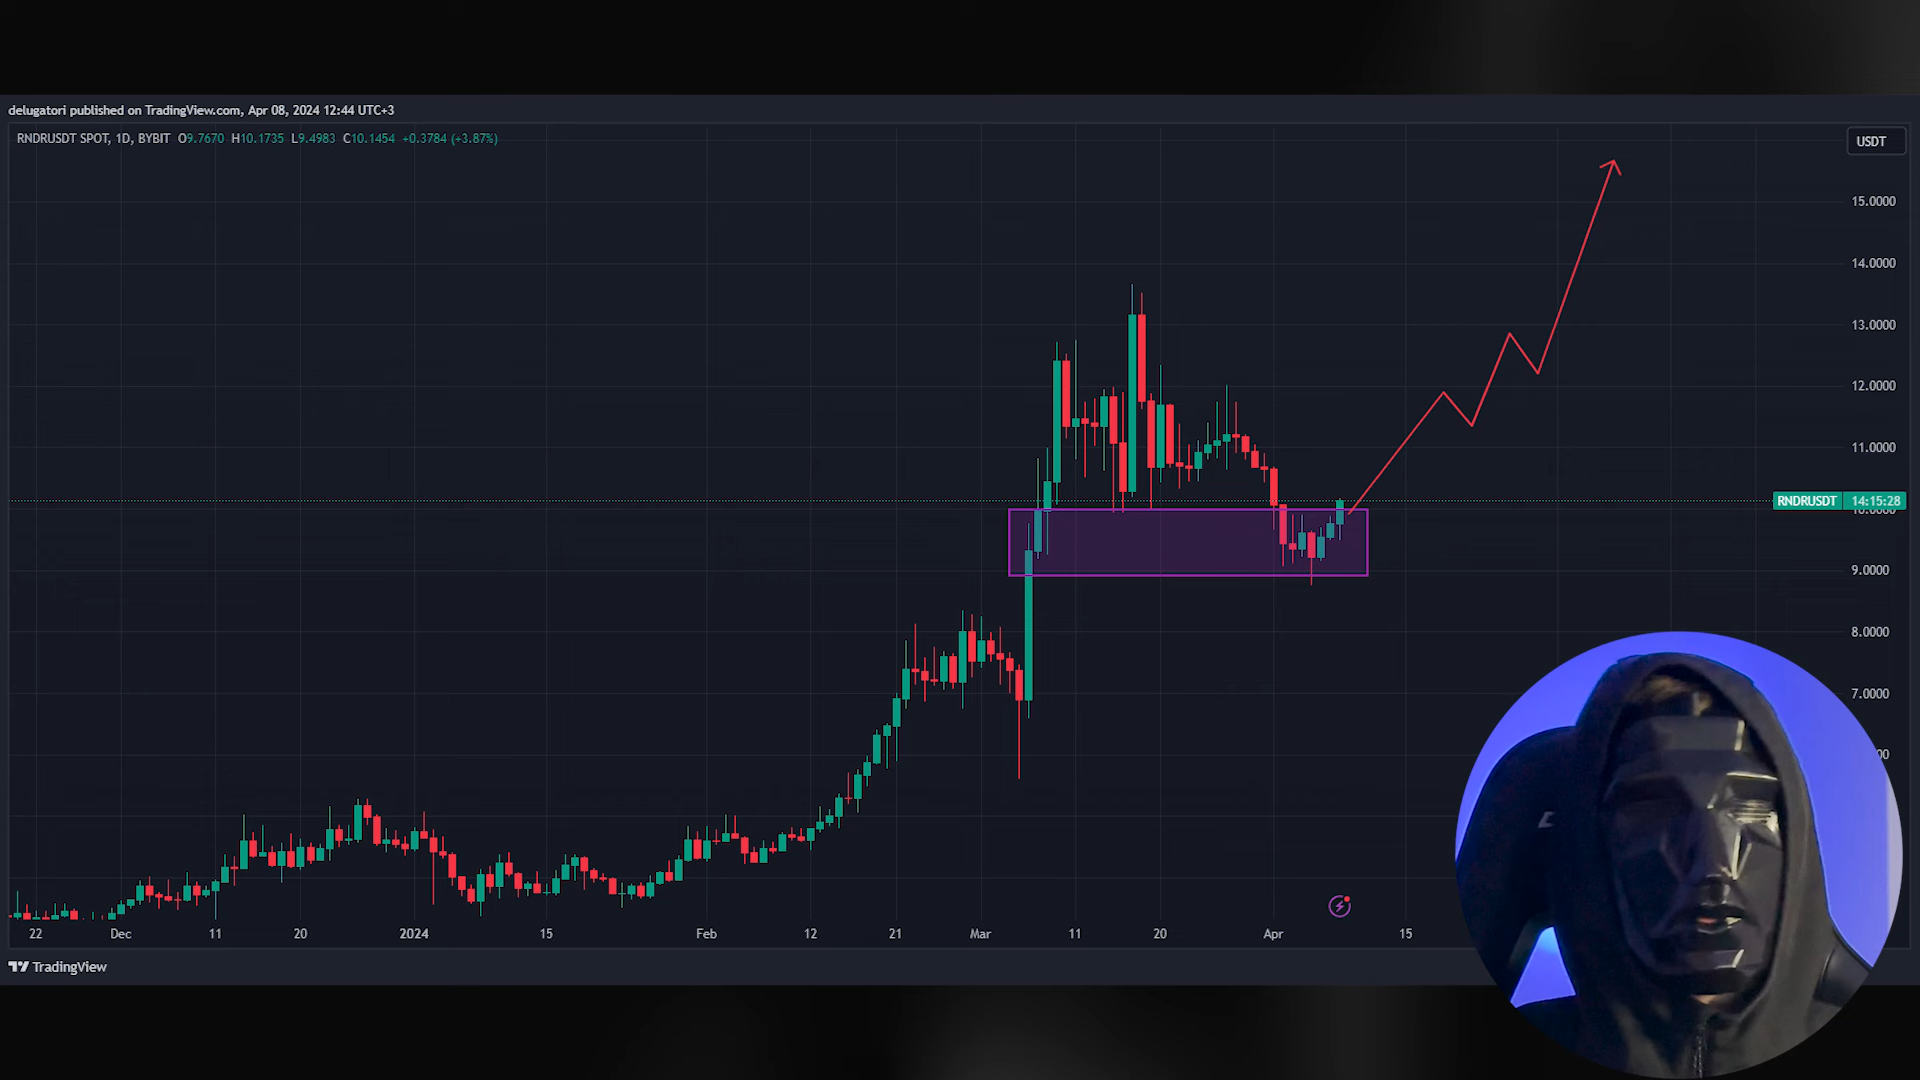 delugatori published on TradingView.com, Apr 08, 2024 12:44 UTC+3
RNDRUSDT SPOT, 1D, BYBIT O9.7670 H10.1735 L9.4983 C10.1454 +0.3784 (+3.87%)
USDT
15.0000
14.0000
13.0000
12.0000
11.0000
RNDRUSDT 14:15:28
10.0000
9.0000
8.0000
7.0000
22 Dec 11 20 2024 15 Feb 12 21 Mar 11 20 Apr 15
TradingView